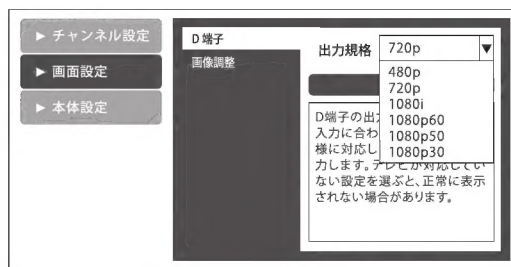 ▶ チャンネル設定
▶ 画面設定
▶ 本体設定
D 端子
画像調整
出力規格 720p ▼
480p
720p
1080i
1080p60
1080p50
1080p30
D端子の出
入力に合わ
様に対応し
力します。テレビが対応してい
ない設定を選ぶと、正常に表示
されない場合があります。